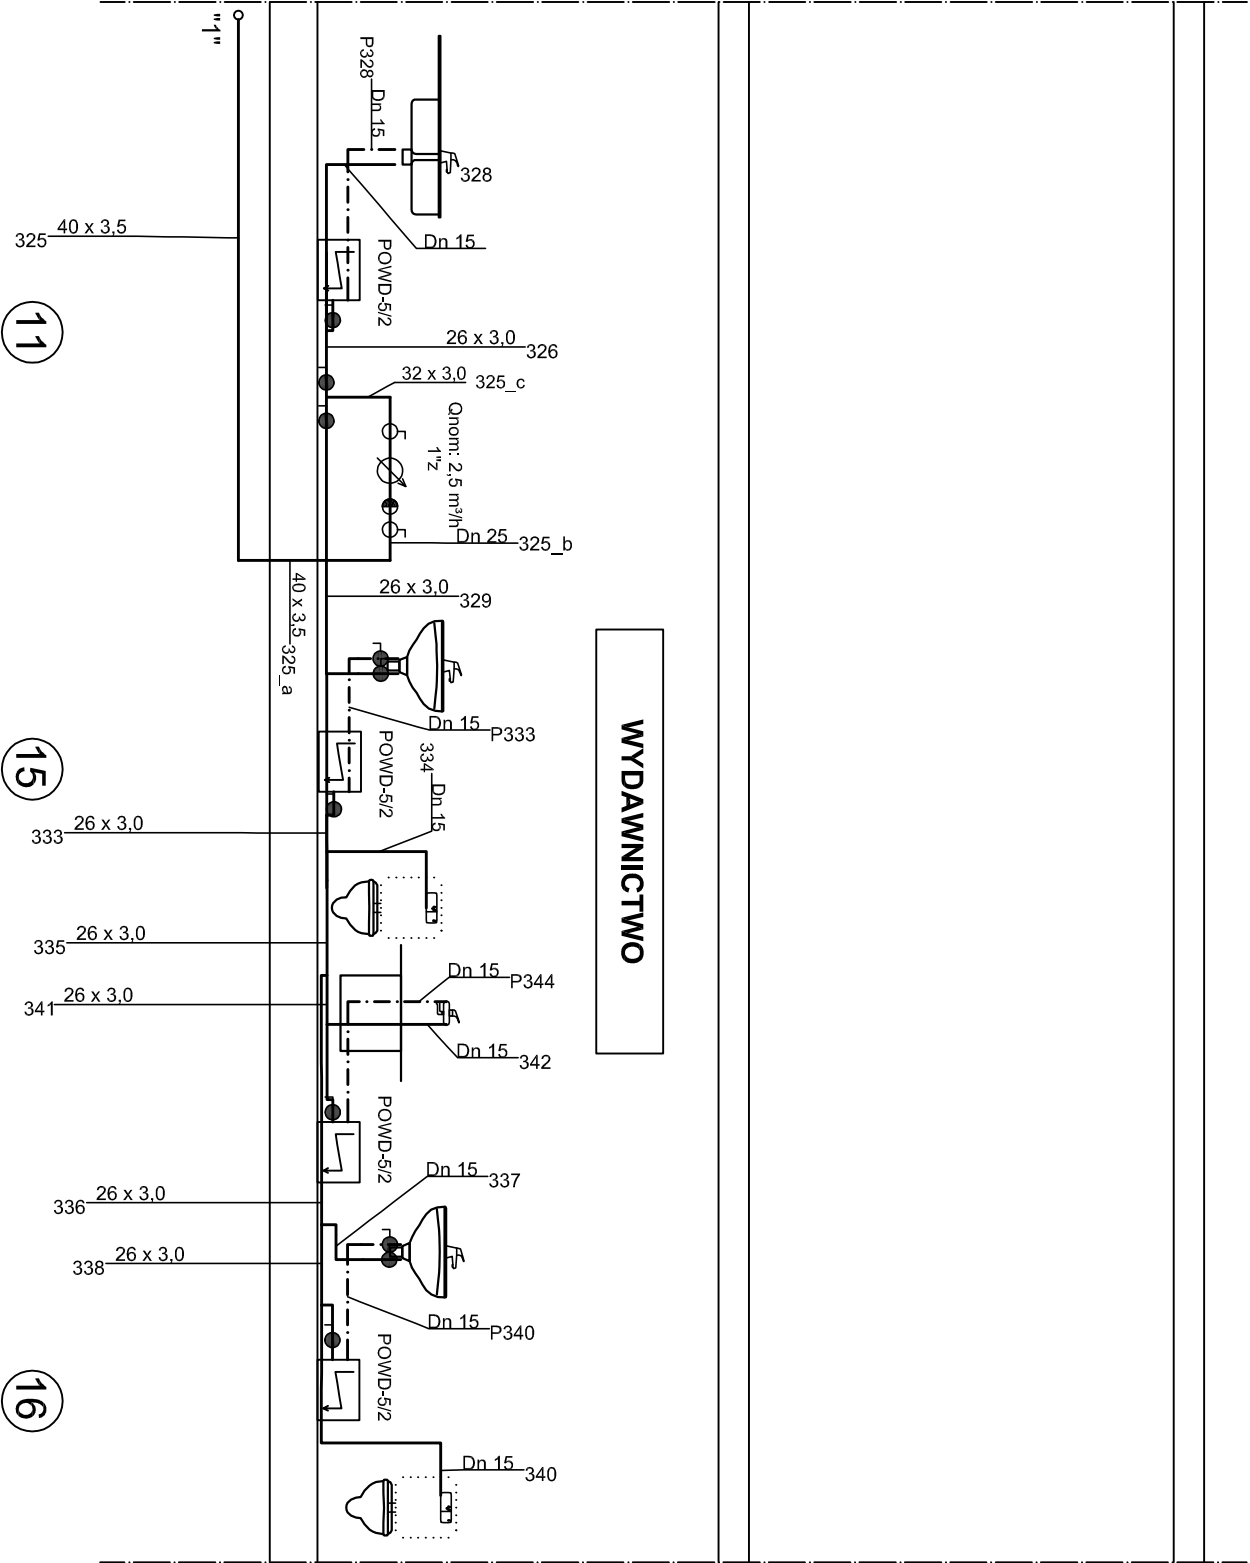 "1"
P328
Dn 15
328
Dn 15
40 x 3,5
325
POWD-5/2
11
26 x 3,0
326
32 x 3,0
325_c
Qnom: 2,5 m³/h
1"z
Dn 25
325_b
26 x 3,0
329
40 x 3,5
325_a
Dn 15
P333
WYDAWNICTWO
15
POWD-5/2
334
Dn 15
26 x 3,0
333
26 x 3,0
335
Dn 15
P344
26 x 3,0
341
Dn 15
342
POWD-5/2
Dn 15
337
26 x 3,0
336
26 x 3,0
338
Dn 15
P340
POWD-5/2
16
Dn 15
340